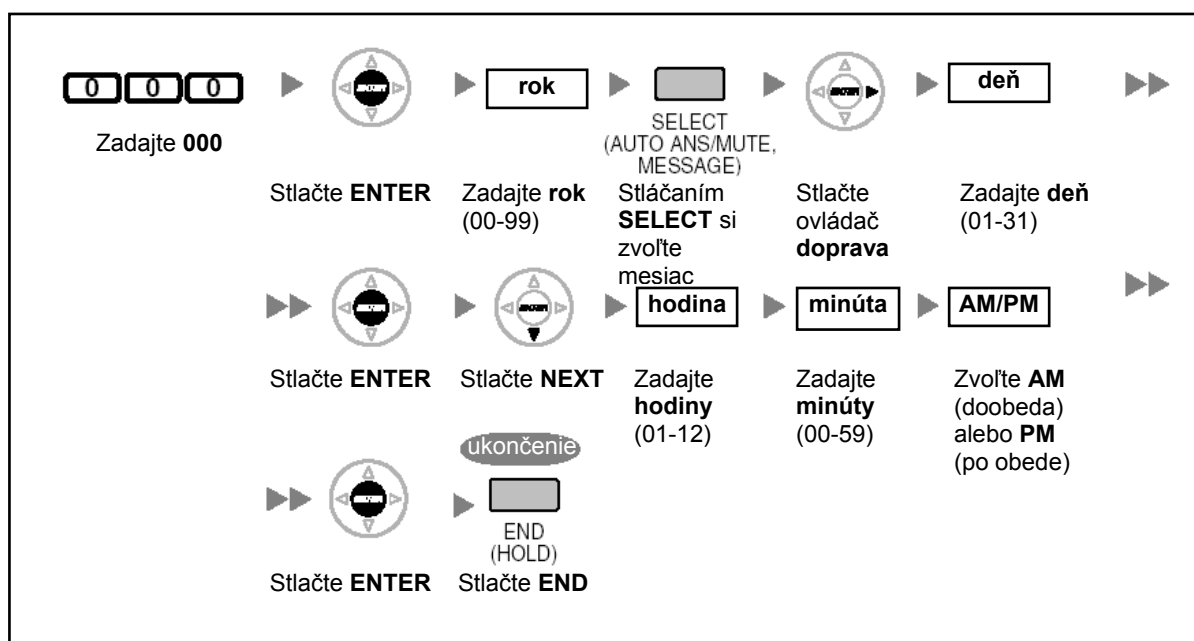 0 0 0
rok
deň
SELECT
(AUTO ANS/MUTE,
MESSAGE)
Zadajte 000
Stlačte ENTER
Zadajte rok
(00-99)
Stláčaním
SELECT si
zvoľte
mesiac
Stlačte
ovládač
doprava
Zadajte deň
(01-31)
hodina
minúta
AM/PM
Stlačte ENTER
Stlačte NEXT
Zadajte
hodiny
(01-12)
Zadajte
minúty
(00-59)
Zvoľte AM
(doobeda)
alebo PM
(po obede)
ukončenie
END
(HOLD)
Stlačte ENTER
Stlačte END